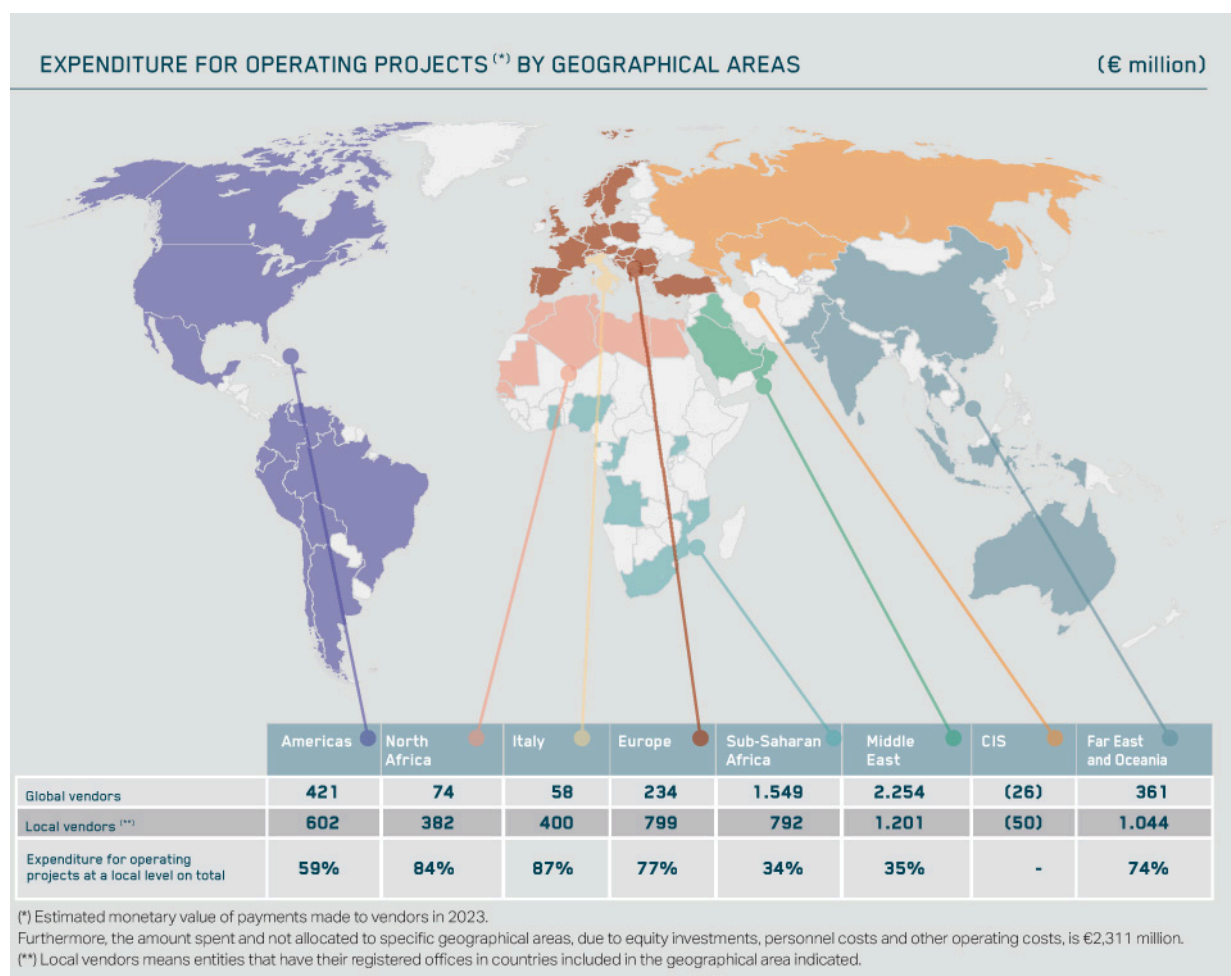 EXPENDITURE FOR OPERATING PROJECTS (*) BY GEOGRAPHICAL AREAS (€ million)
Americas North Africa Italy Europe Sub-Saharan Africa Middle East CIS Far East and Oceania
Global vendors 421 74 58 234 1.549 2.254 (26) 361
Local vendors (**) 602 382 400 799 792 1.201 (50) 1.044
Expenditure for operating projects at a local level on total 59% 84% 87% 77% 34% 35% - 74%
(*) Estimated monetary value of payments made to vendors in 2023.
Furthermore, the amount spent and not allocated to specific geographical areas, due to equity investments, personnel costs and other operating costs, is €2,311 million.
(**) Local vendors means entities that have their registered offices in countries included in the geographical area indicated.